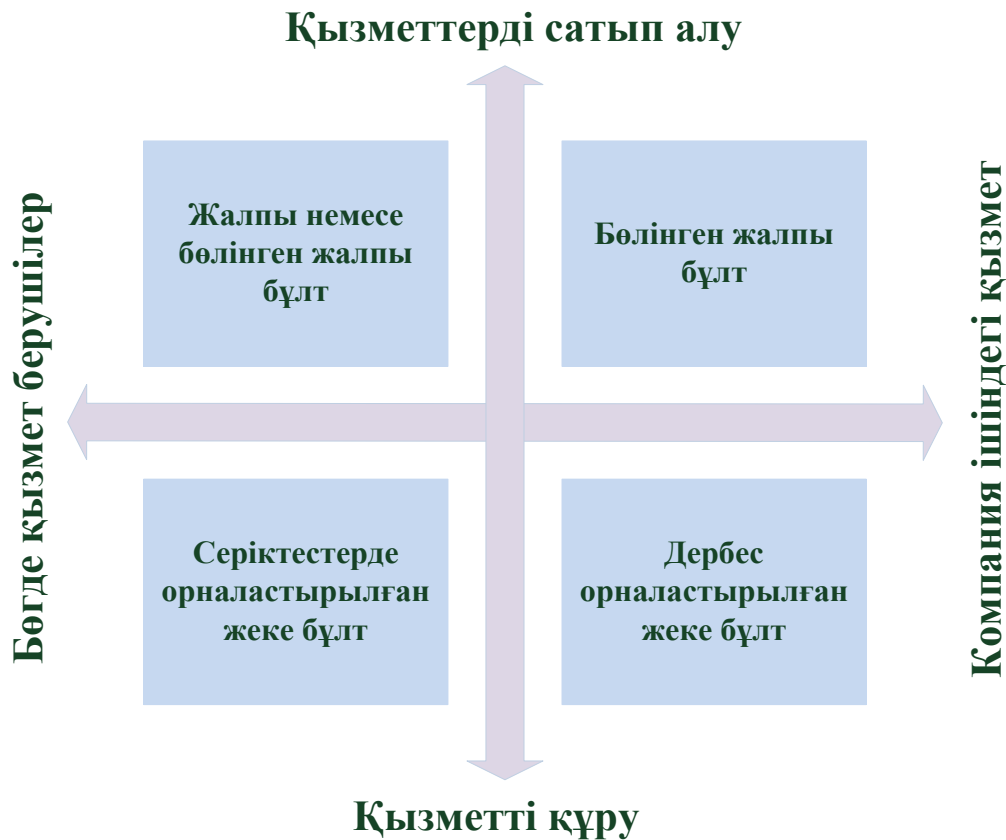 Қызметтерді сатып алу
Бөгде қызмет берушілер
Жалпы немесе
бөлінген жалпы
бұлт
Бөлінген жалпы
бұлт
Компания ішіндегі қызмет
Серіктестерде
орналастырылған
жеке бұлт
Дербес
орналастырылған
жеке бұлт
Қызметті құру